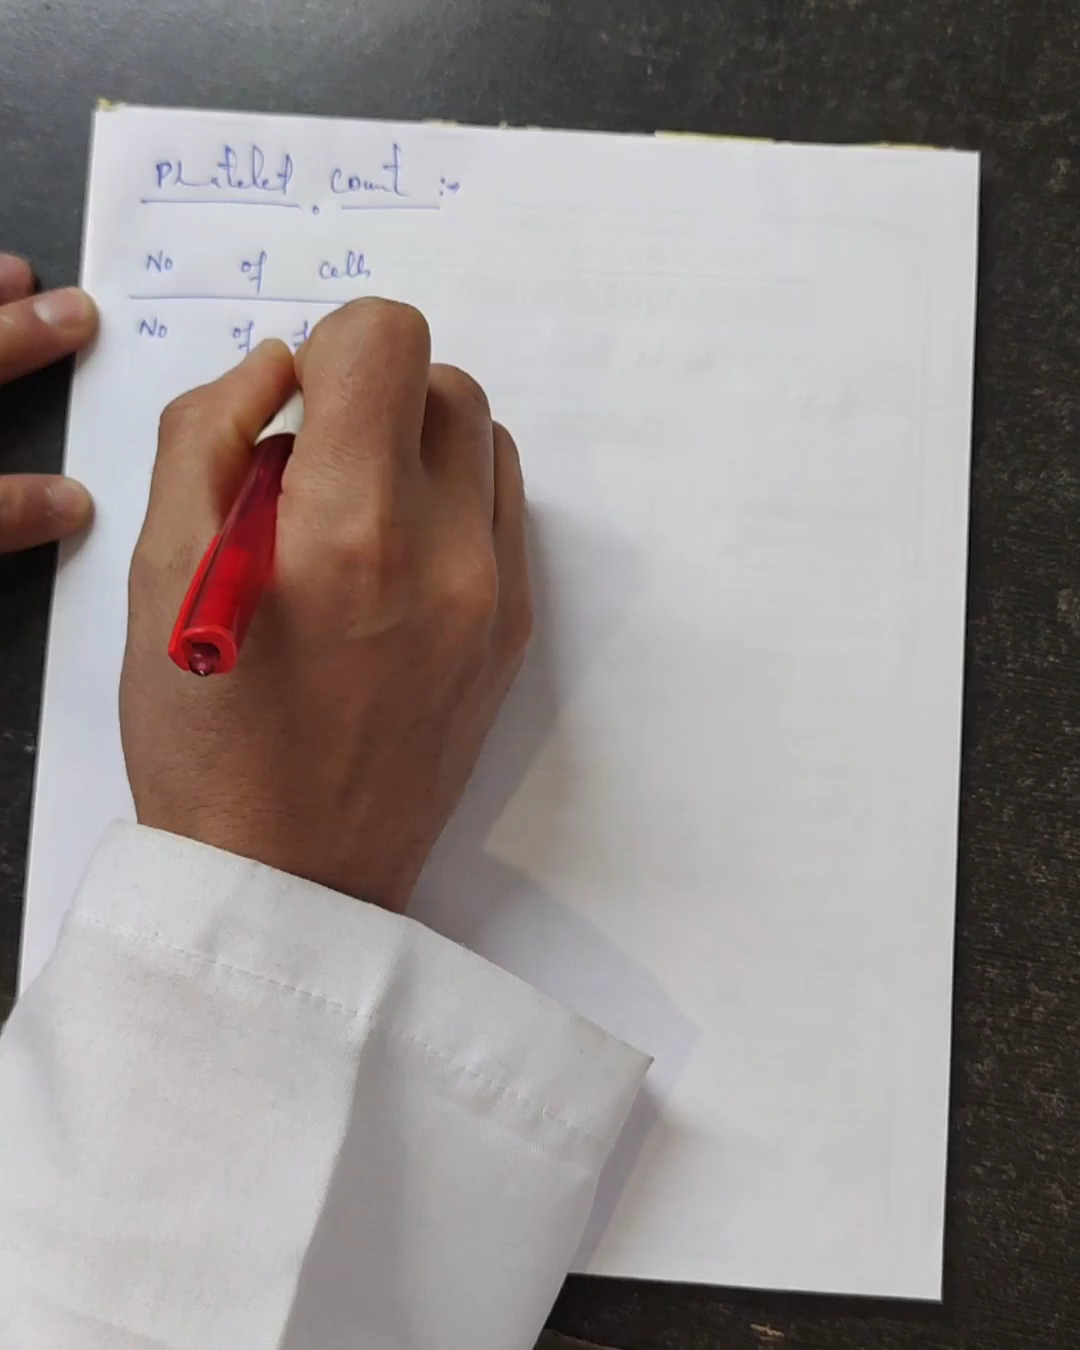 Platelet count :-
No of cells
No of